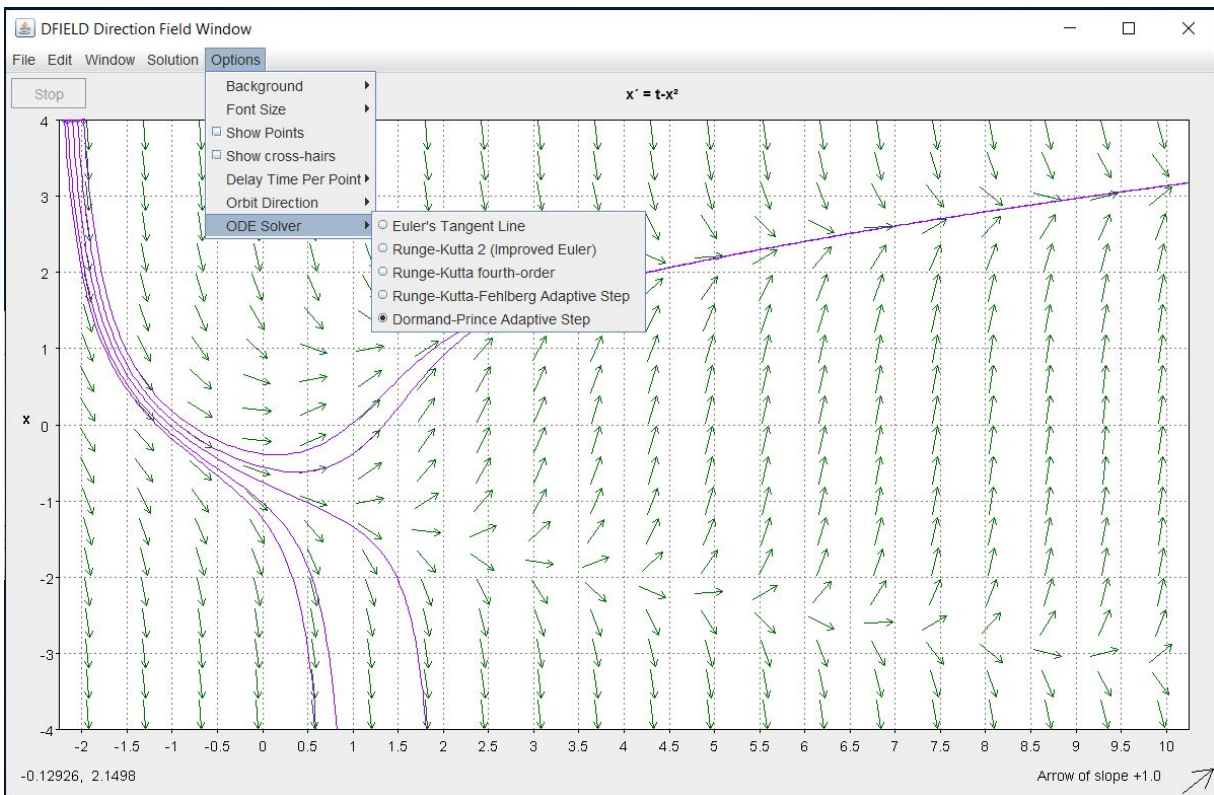 DFIELD Direction Field Window
File Edit Window Solution Options
Stop
x´ = t-x²
Background
Font Size
Show Points
Show cross-hairs
Delay Time Per Point
Orbit Direction
ODE Solver
Euler's Tangent Line
Runge-Kutta 2 (Improved Euler)
Runge-Kutta fourth-order
Runge-Kutta-Fehlberg Adaptive Step
Dormand-Prince Adaptive Step
4
3
2
1
x
0
-1
-2
-3
-4
-2 -1.5 -1 -0.5 0 0.5 1 1.5 2 2.5 3 3.5 4 4.5 5 5.5 6 6.5 7 7.5 8 8.5 9 9.5 10
-0.12926, 2.1498
Arrow of slope +1.0